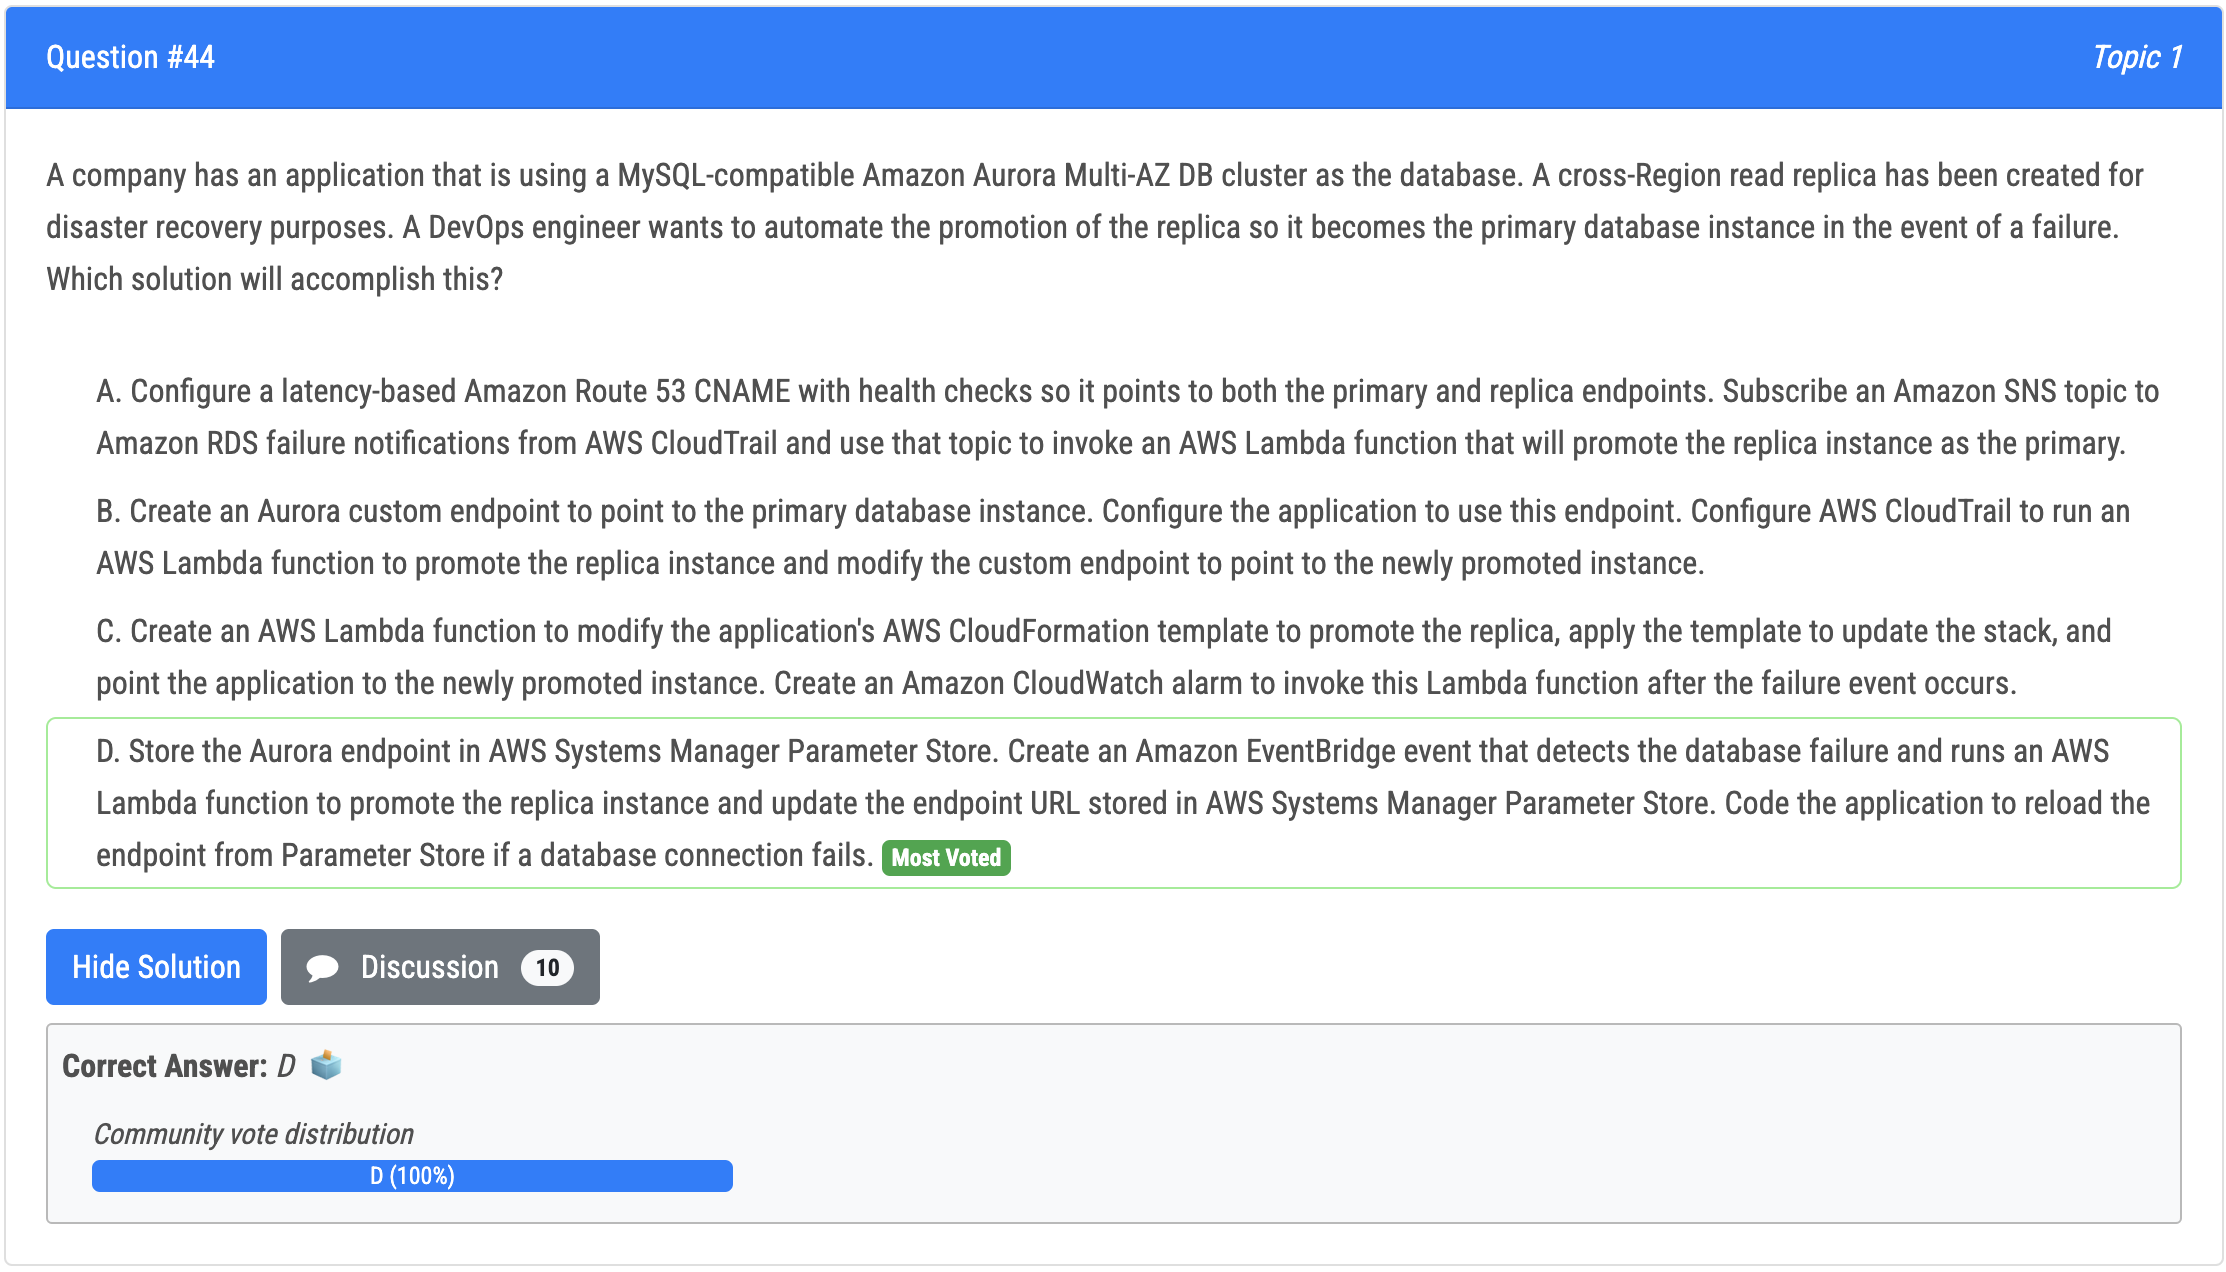 Question #44
Topic 1
A company has an application that is using a MySQL-compatible Amazon Aurora Multi-AZ DB cluster as the database. A cross-Region read replica has been created for
disaster recovery purposes. A DevOps engineer wants to automate the promotion of the replica so it becomes the primary database instance in the event of a failure.
Which solution will accomplish this?
A. Configure a latency-based Amazon Route 53 CNAME with health checks so it points to both the primary and replica endpoints. Subscribe an Amazon SNS topic to
Amazon RDS failure notifications from AWS CloudTrail and use that topic to invoke an AWS Lambda function that will promote the replica instance as the primary.
B. Create an Aurora custom endpoint to point to the primary database instance. Configure the application to use this endpoint. Configure AWS CloudTrail to run an
AWS Lambda function to promote the replica instance and modify the custom endpoint to point to the newly promoted instance.
C. Create an AWS Lambda function to modify the application's AWS CloudFormation template to promote the replica, apply the template to update the stack, and
point the application to the newly promoted instance. Create an Amazon CloudWatch alarm to invoke this Lambda function after the failure event occurs.
D. Store the Aurora endpoint in AWS Systems Manager Parameter Store. Create an Amazon EventBridge event that detects the database failure and runs an AWS
Lambda function to promote the replica instance and update the endpoint URL stored in AWS Systems Manager Parameter Store. Code the application to reload the
endpoint from Parameter Store if a database connection fails. Most Voted
Hide Solution
Discussion 10
Correct Answer: D
Community vote distribution
D (100%)